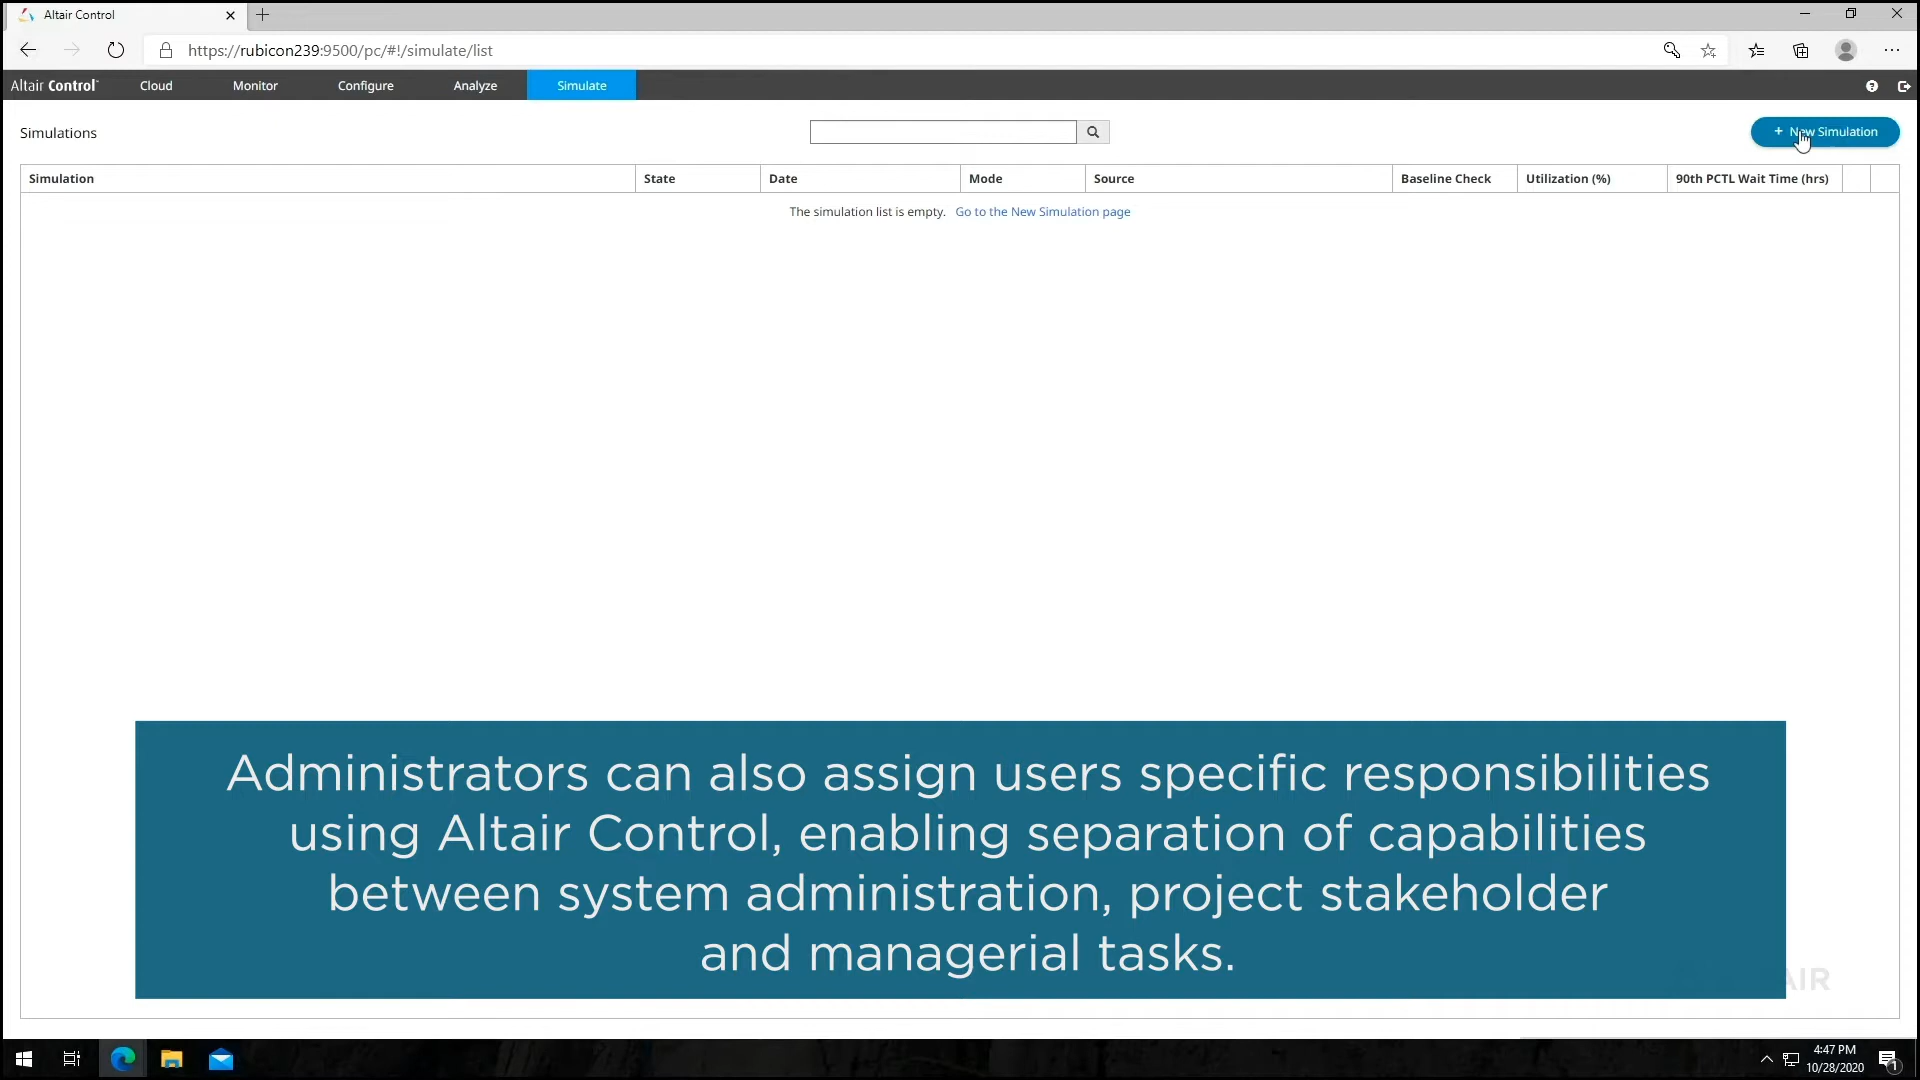 Altair Control
https://rubicon239:9500/pc/#!/simulate/list
Altair Control Cloud Monitor Configure Analyze Simulate
Simulations
+ New Simulation
Simulation State Date Mode Source Baseline Check Utilization (%) 90th PCTL Wait Time (hrs)
The simulation list is empty. Go to the New Simulation page
Administrators can also assign users specific responsibilities
using Altair Control, enabling separation of capabilities
between system administration, project stakeholder
and managerial tasks.
AIR
4:47 PM
10/28/2020
1